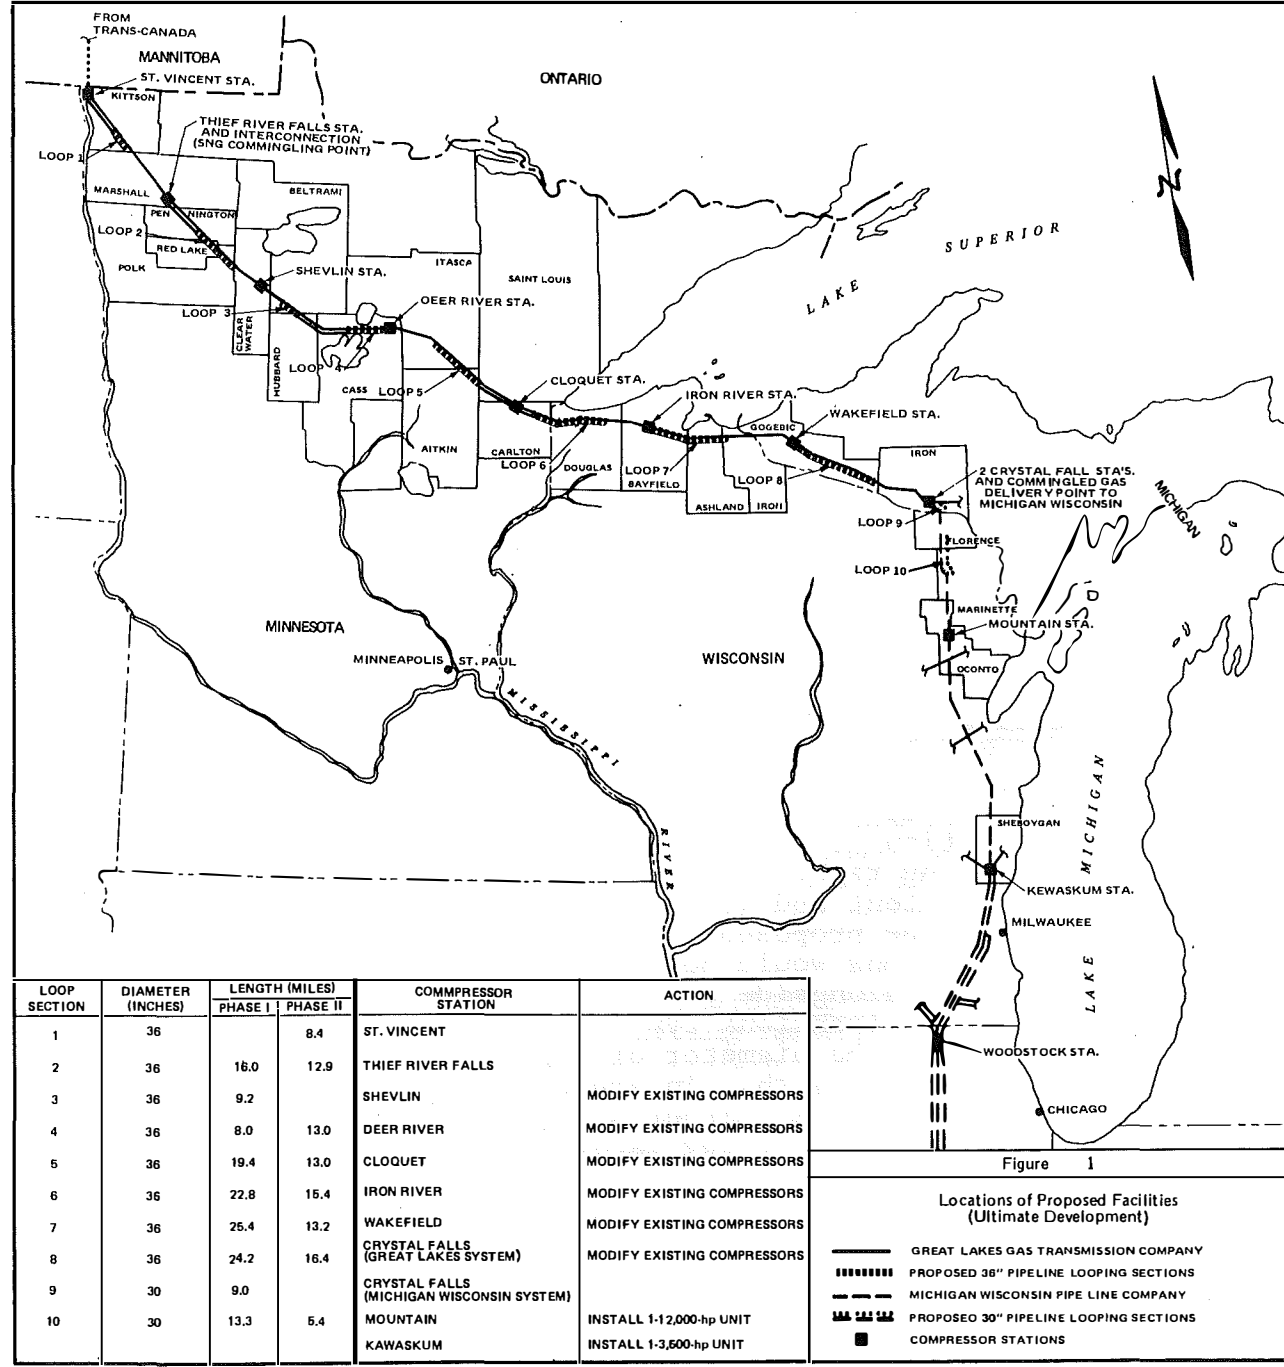 FROM
TRANS-CANADA
MANNITOBA
ONTARIO
ST. VINCENT STA.
KITTSON
THIEF RIVER FALLS STA.
AND INTERCONNECTION
(SNG COMMINGLING POINT)
LOOP 1
MARSHALL
BELTRAMI
PEN NINGTON
LOOP 2
RED LAKE
POLK
SHEVLIN STA.
ITASCA
SAINT LOUIS
LAKE SUPERIOR
OEER RIVER STA.
LOOP 3
CLEAR
WATER
HUBBARD
LOOP 4
CASS
LOOP 5
CLOQUET STA.
IRON RIVER STA.
WAKEFIELD STA.
GOGEBIC
AITKIN
CARLTON
LOOP 6
DOUGLAS
LOOP 7
BAYFIELD
LOOP 8
ASHLAND
IRON
IRON
2 CRYSTAL FALL STA'S.
AND COMMINGLED GAS
DELIVERY POINT TO
MICHIGAN WISCONSIN
MICHIGAN
LOOP 9
FLORENCE
LOOP 10
MARINETTE
MOUNTAIN STA.
OCONTO
MINNESOTA
MINNEAPOLIS
ST. PAUL
WISCONSIN
MISSISSIPPI
RIVER
LAKE MICHIGAN
SHEBOYGAN
KEWASKUM STA.
MILWAUKEE
WOODSTOCK STA.
CHICAGO
N
LOOP SECTION DIAMETER (INCHES) LENGTH (MILES) PHASE I PHASE II COMMPRESSOR STATION ACTION
1 36 8.4 ST. VINCENT
2 36 16.0 12.9 THIEF RIVER FALLS
3 36 9.2 SHEVLIN MODIFY EXISTING COMPRESSORS
4 36 8.0 13.0 DEER RIVER MODIFY EXISTING COMPRESSORS
5 36 19.4 13.0 CLOQUET MODIFY EXISTING COMPRESSORS
6 36 22.8 15.4 IRON RIVER MODIFY EXISTING COMPRESSORS
7 36 25.4 13.2 WAKEFIELD MODIFY EXISTING COMPRESSORS
8 36 24.2 16.4 CRYSTAL FALLS (GREAT LAKES SYSTEM) MODIFY EXISTING COMPRESSORS
9 30 9.0 CRYSTAL FALLS (MICHIGAN WISCONSIN SYSTEM)
10 30 13.3 5.4 MOUNTAIN INSTALL 1-12,000-hp UNIT
KAWASKUM INSTALL 1-3,500-hp UNIT
Figure 1
Locations of Proposed Facilities
(Ultimate Development)
GREAT LAKES GAS TRANSMISSION COMPANY
PROPOSED 36" PIPELINE LOOPING SECTIONS
MICHIGAN WISCONSIN PIPE LINE COMPANY
PROPOSEO 30" PIPELINE LOOPING SECTIONS
COMPRESSOR STATIONS